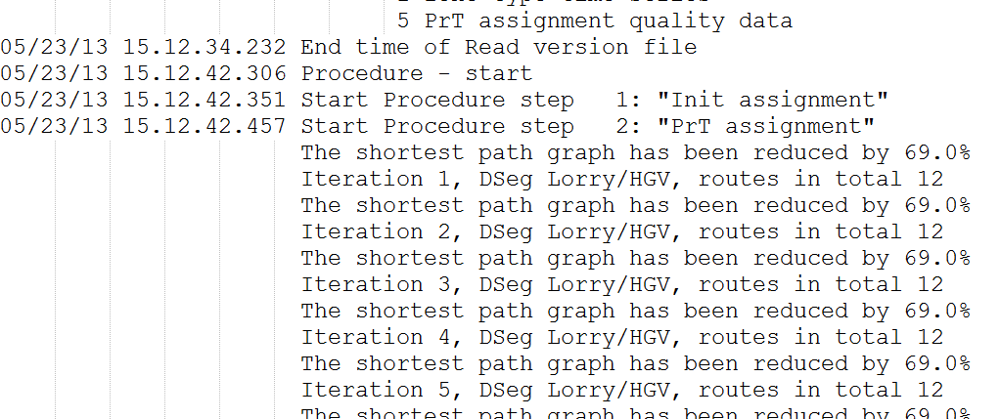 5 PrT assignment quality data
05/23/13 15.12.34.232 End time of Read version file
05/23/13 15.12.42.306 Procedure - start
05/23/13 15.12.42.351 Start Procedure step   1: "Init assignment"
05/23/13 15.12.42.457 Start Procedure step   2: "PrT assignment"
The shortest path graph has been reduced by 69.0%
Iteration 1, DSeg Lorry/HGV, routes in total 12
The shortest path graph has been reduced by 69.0%
Iteration 2, DSeg Lorry/HGV, routes in total 12
The shortest path graph has been reduced by 69.0%
Iteration 3, DSeg Lorry/HGV, routes in total 12
The shortest path graph has been reduced by 69.0%
Iteration 4, DSeg Lorry/HGV, routes in total 12
The shortest path graph has been reduced by 69.0%
Iteration 5, DSeg Lorry/HGV, routes in total 12
The shortest path graph has been reduced by 69.0%